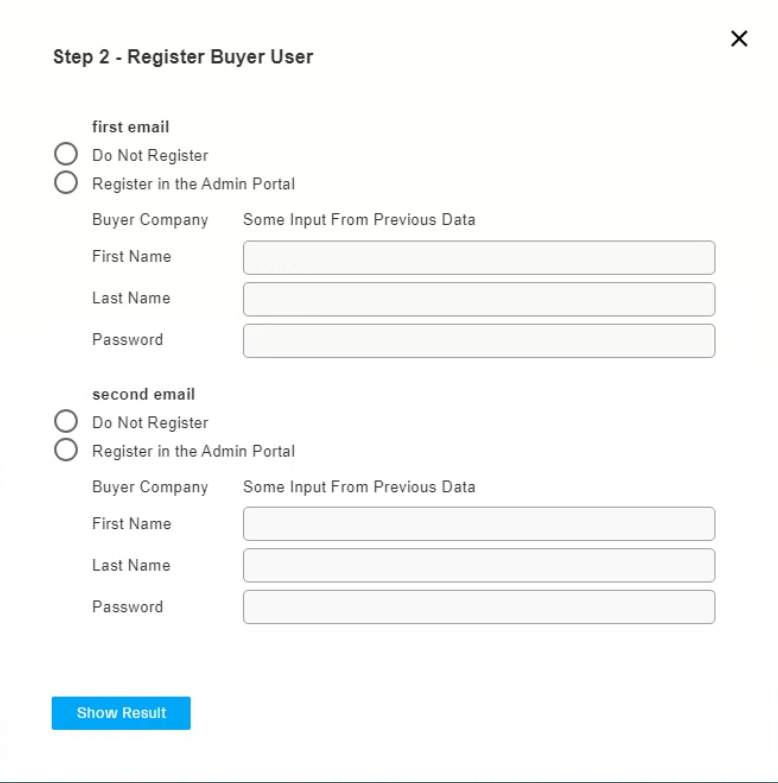 Step 2 - Register Buyer User
first email
Do Not Register
Register in the Admin Portal
Buyer Company Some Input From Previous Data
First Name
Last Name
Password
second email
Do Not Register
Register in the Admin Portal
Buyer Company Some Input From Previous Data
First Name
Last Name
Password
Show Result